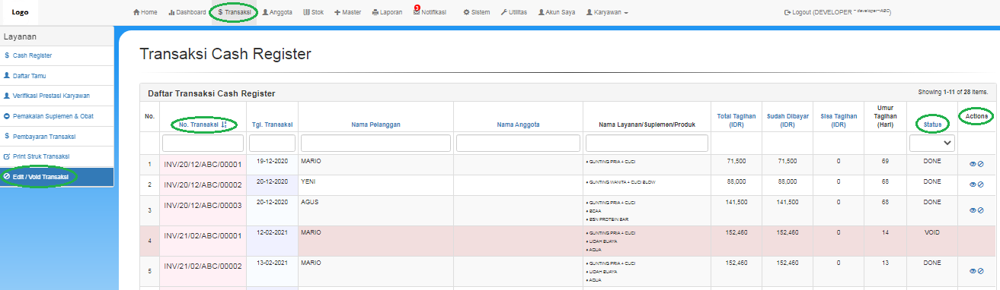 Logo
Home Dashboard $ Transaksi Anggota Stok + Master Laporan 3 Notifikasi Sistem Utilitas Akun Saya Karyawan Logout (DEVELOPER - developer-ABC)
Layanan
$ Cash Register
Daftar Tamu
Verifikasi Prestasi Karyawan
Pemakaian Suplemen & Obat
$ Pembayaran Transaksi
Print Struk Transaksi
Edit / Void Transaksi
Transaksi Cash Register
Daftar Transaksi Cash Register
Showing 1-11 of 28 items.
No. No. Transaksi Tgl. Transaksi Nama Pelanggan Nama Anggota Nama Layanan/Suplemen/Produk Total Tagihan (IDR) Sudah Dibayar (IDR) Sisa Tagihan (IDR) Umur Tagihan (Hari) Status Actions
1 INV/20/12/ABC/00001 19-12-2020 MARIO GUNTING PRIA + CUCI 71,500 71,500 0 69 DONE
2 INV/20/12/ABC/00002 20-12-2020 YENI GUNTING WANITA + CUCI BLOW 88,000 88,000 0 68 DONE
3 INV/20/12/ABC/00003 20-12-2020 AGUS GUNTING PRIA + CUCI 141,500 141,500 0 68 DONE
BCAA
BSN PROTEIN BAR
4 INV/21/02/ABC/00001 12-02-2021 MARIO GUNTING PRIA + CUCI 152,460 152,460 0 14 VOID
LIDAH BUAYA
AQUA
5 INV/21/02/ABC/00002 13-02-2021 MARIO GUNTING PRIA + CUCI 152,460 152,460 0 13 DONE
LIDAH BUAYA
AQUA